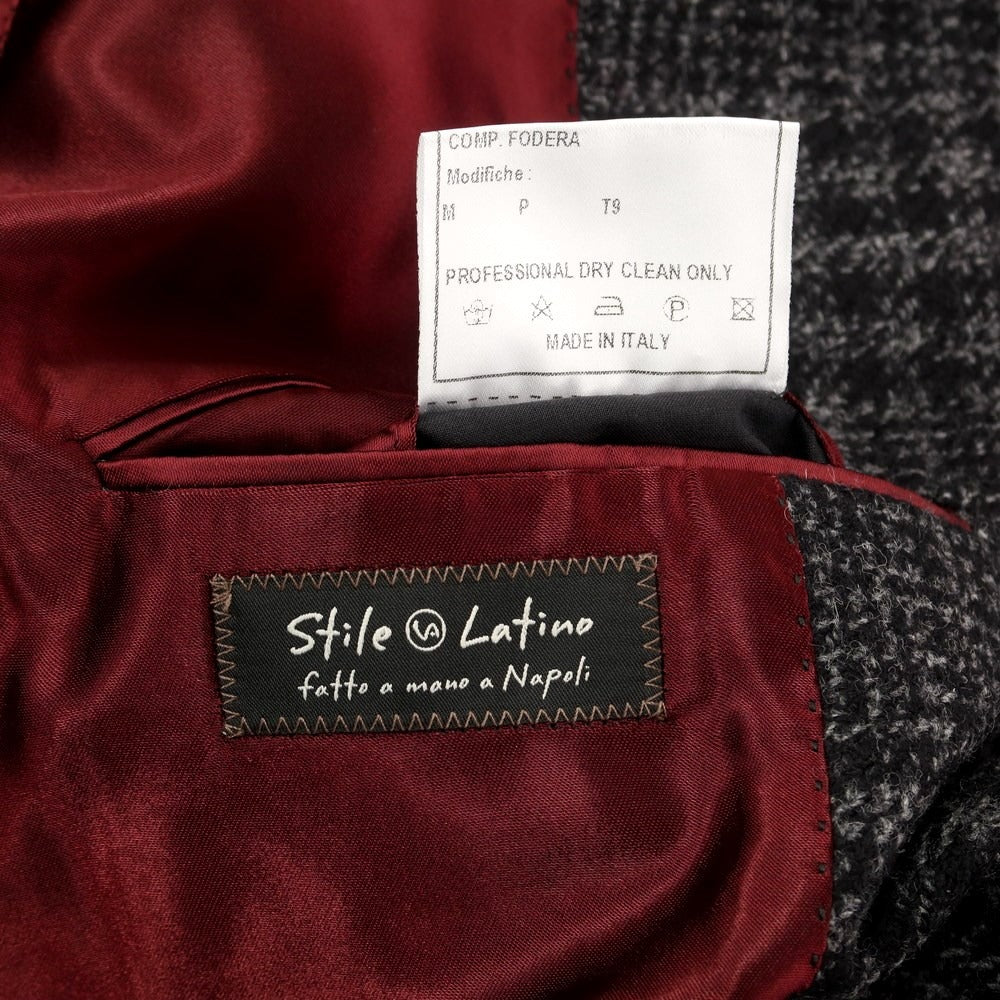 COMP. FODERA
Modifiche :
M P T9
PROFESSIONAL DRY CLEAN ONLY
P
MADE IN ITALY
Stile Latino
fatto a mano a Napoli